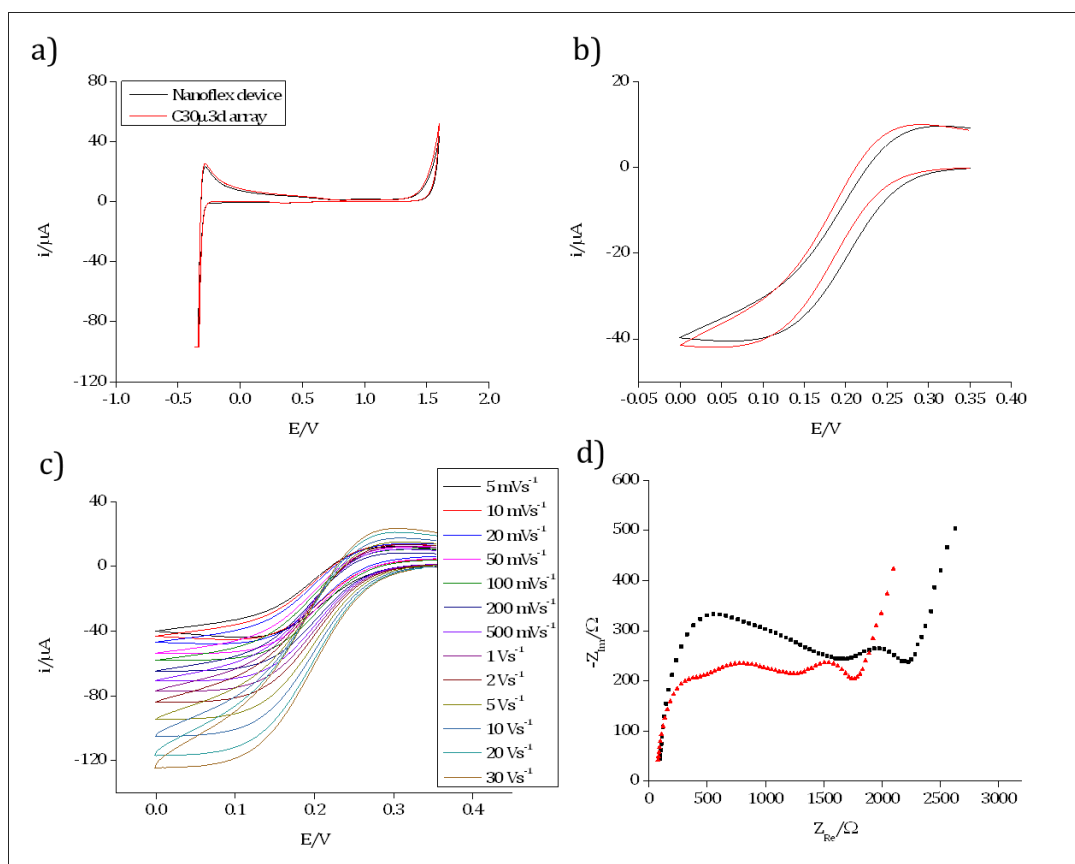 a)
80
40
0
-40
-80
-120
i/µA
-1.0 -0.5 0.0 0.5 1.0 1.5 2.0
E/V
Nanoflex device
C30µ3d array
b)
20
0
-20
-40
-60
i/µA
-0.05 0.00 0.05 0.10 0.15 0.20 0.25 0.30 0.35 0.40
E/V
c)
40
0
-40
-80
-120
i/µA
0.0 0.1 0.2 0.3 0.4
E/V
5 mVs⁻¹
10 mVs⁻¹
20 mVs⁻¹
50 mVs⁻¹
100 mVs⁻¹
200 mVs⁻¹
500 mVs⁻¹
1 Vs⁻¹
2 Vs⁻¹
5 Vs⁻¹
10 Vs⁻¹
20 Vs⁻¹
30 Vs⁻¹
d)
600
500
400
300
200
100
0
-Z_Im/Ω
0 500 1000 1500 2000 2500 3000
Z_Re/Ω